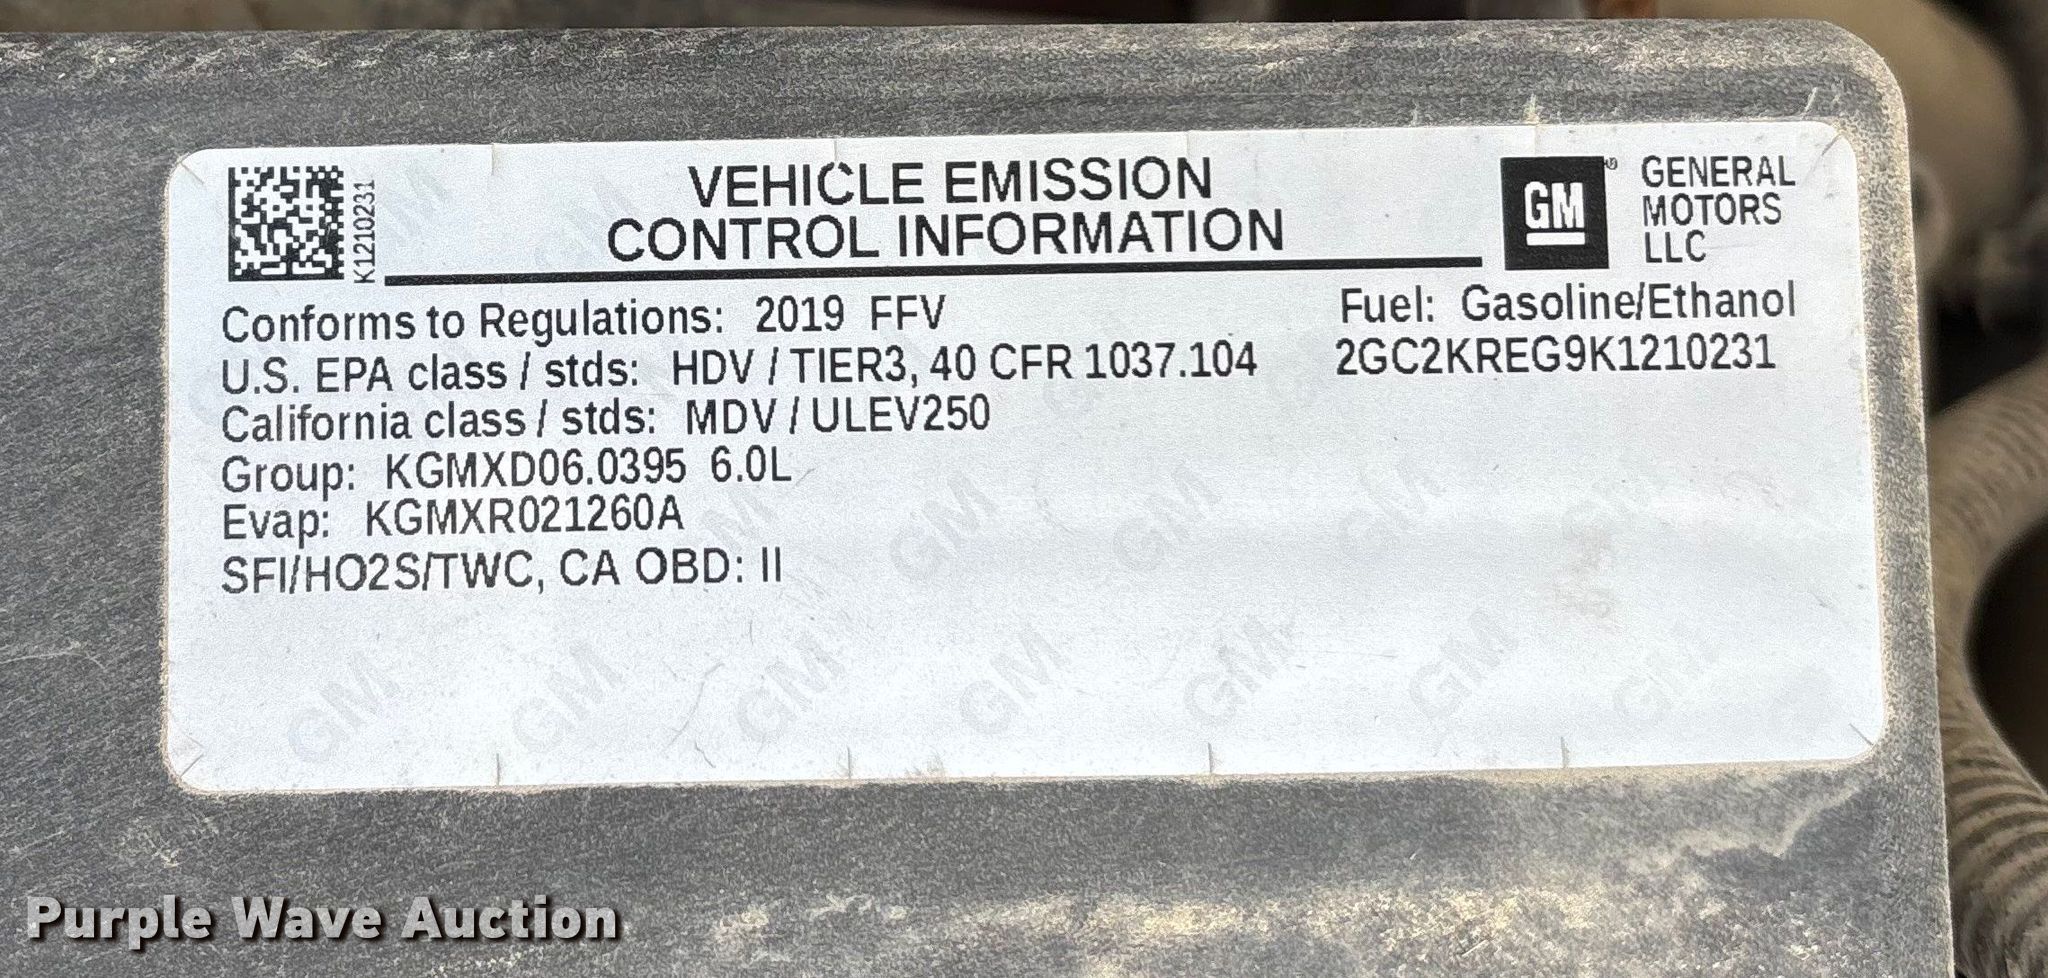 K1210231
VEHICLE EMISSION
CONTROL INFORMATION
GM
GENERAL
MOTORS
LLC
Conforms to Regulations: 2019 FFV
Fuel: Gasoline/Ethanol
U.S. EPA class / stds: HDV / TIER3, 40 CFR 1037.104
2GC2KREG9K1210231
California class / stds: MDV / ULEV250
Group: KGMXD06.0395 6.0L
Evap: KGMXR021260A
SFI/HO2S/TWC, CA OBD: II
Purple Wave Auction